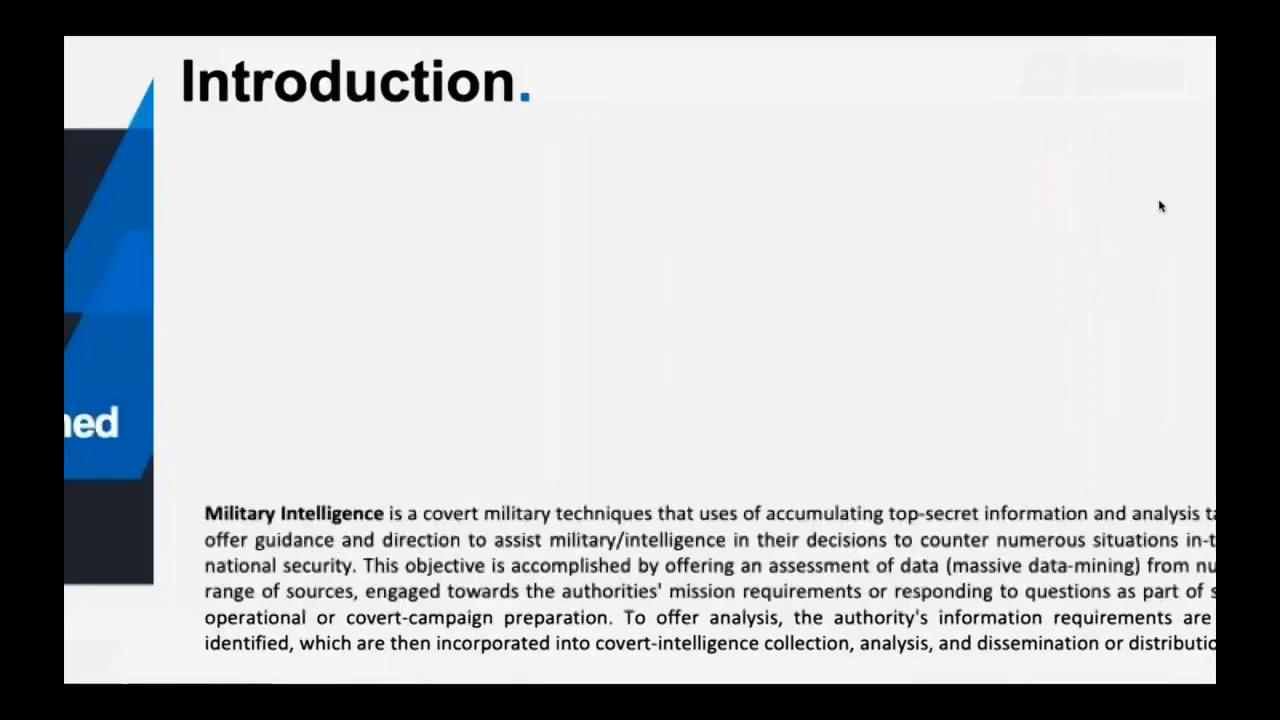 Introduction.
ned
Military Intelligence is a covert military techniques that uses of accumulating top-secret information and analysis
offer guidance and direction to assist military/intelligence in their decisions to counter numerous situations
national security. This objective is accomplished by offering an assessment of data (massive data-mining) from
range of sources, engaged towards the authorities' mission requirements or responding to questions as part of
operational or covert-campaign preparation. To offer analysis, the authority's information requirements are
identified, which are then incorporated into covert-intelligence collection, analysis, and dissemination or